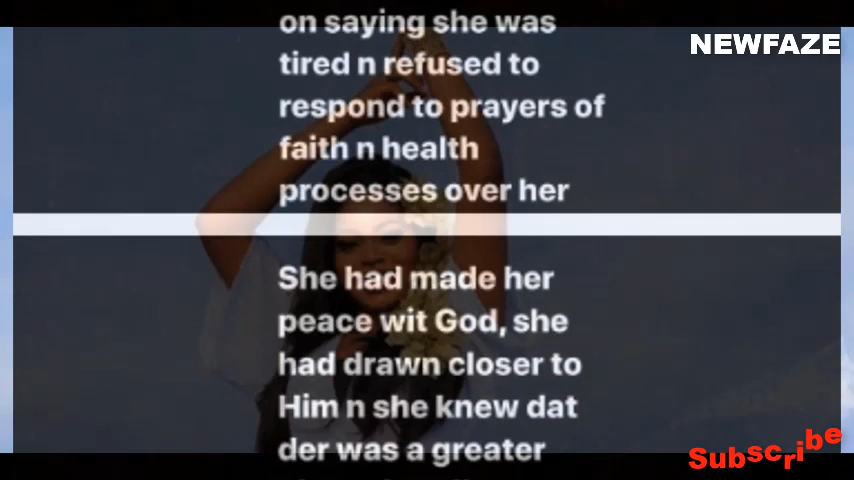 on saying she was
NEWFAZE
tired n refused to
respond to prayers of
faith n health
processes over her
She had made her
peace wit God, she
had drawn closer to
Him n she knew dat
der was a greater
Subscribe